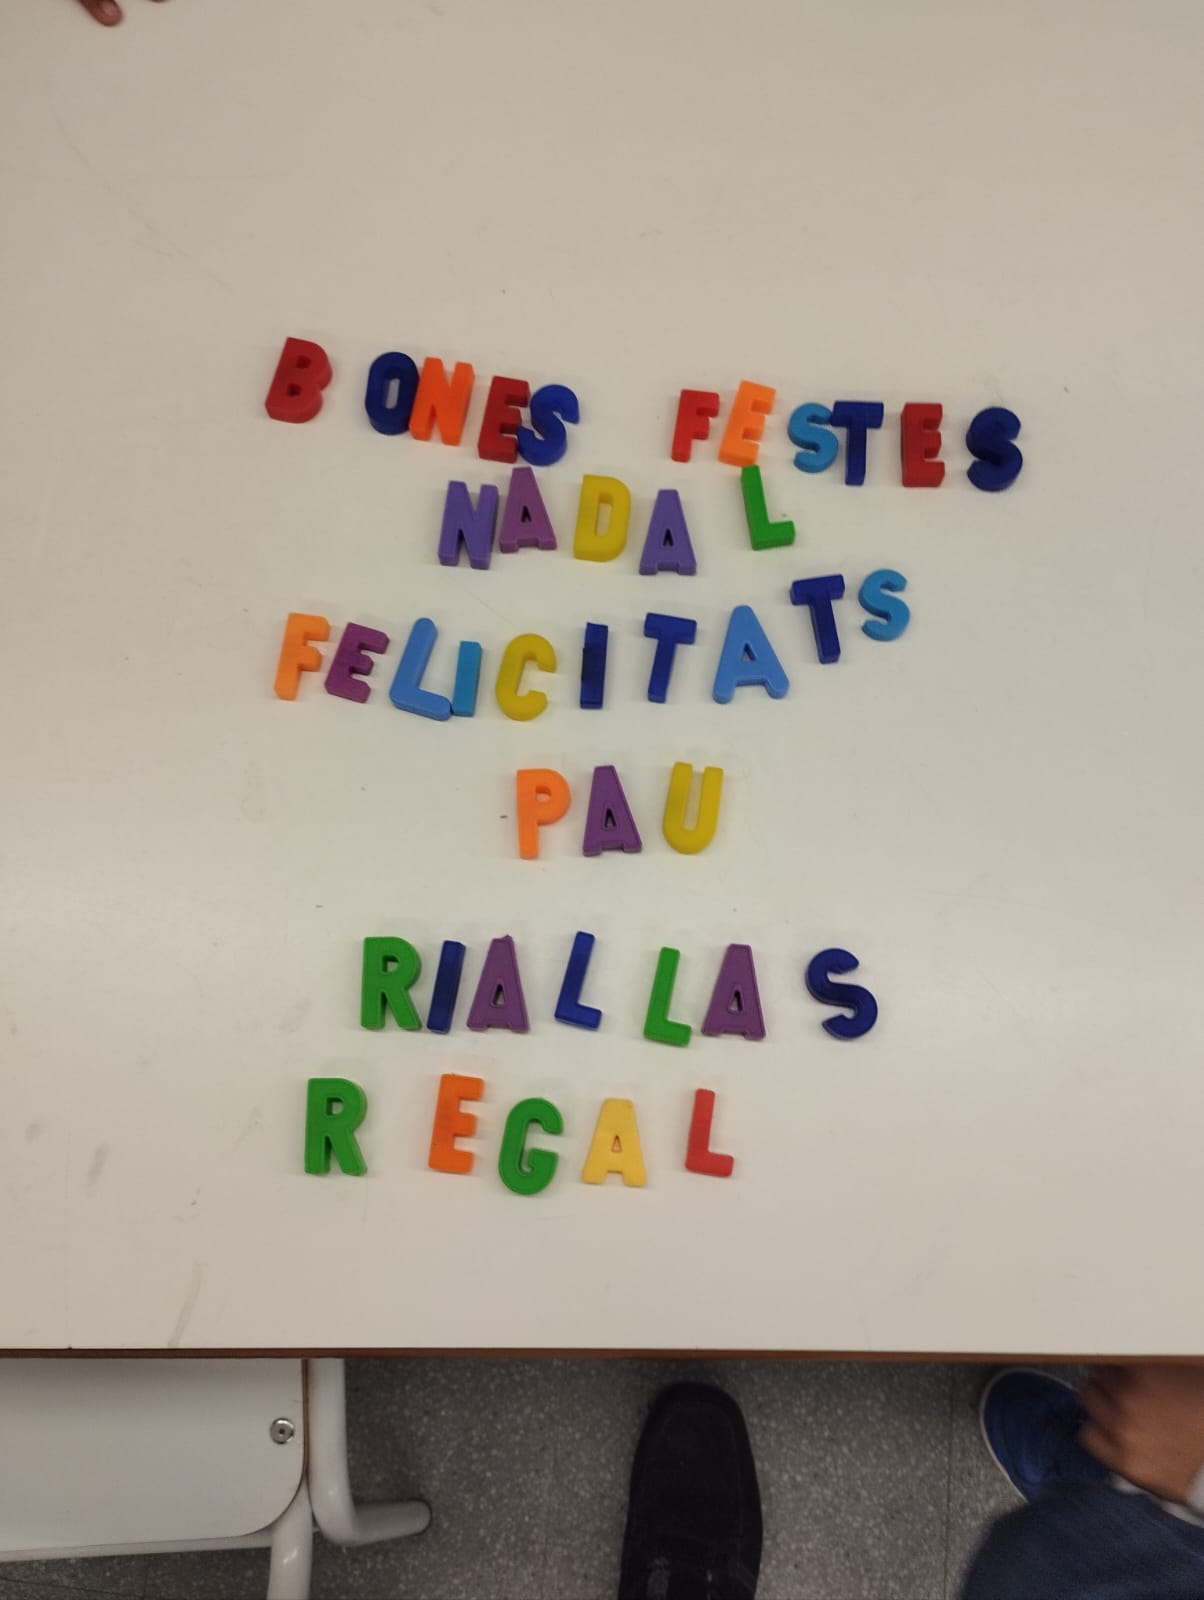 BONES FESTES
NADAL
FELICITATS
PAU
RIALLAS
REGAL